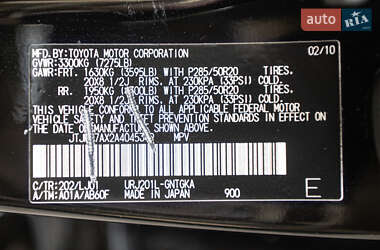 auto RIA.com
MFD.BY:TOYOTA MOTOR CORPORATION 02/10
GVWR:3300KG (7275LB)
GAWR:FRT. 1630KG (3595LB) WITH P285/50R20 TIRES,
20X8 1/2J RIMS, AT 230KPA (33PSI) COLD.
RR. 1950KG WITH P285/50R20 TIRES,
20X8 1/2J RIMS, AT 230KPA (33PSI) COLD.
THIS VEHICLE CONFORMS TO ALL APPLICABLE FEDERAL MOTOR
VEHICLE SAFETY AND THEFT PREVENTION STANDARDS IN EFFECT
ON THE DATE OF MANUFACTURE SHOWN ABOVE.
MPV
C/TR:202/LJ01 URJ201L-GNTGKA
A/TM:A01A/AB60F MADE IN JAPAN 900 E